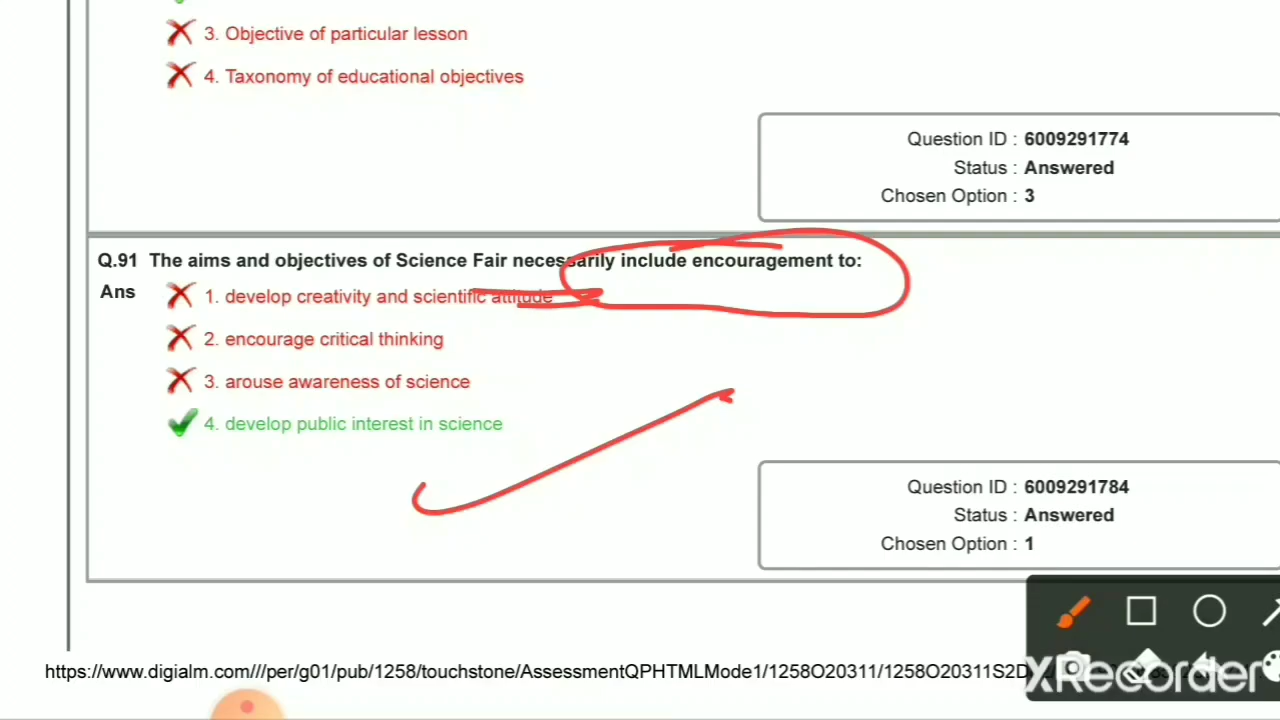 3. Objective of particular lesson
4. Taxonomy of educational objectives
Question ID : 6009291774
Status : Answered
Chosen Option : 3
Q.91 The aims and objectives of Science Fair necessarily include encouragement to:
Ans 1. develop creativity and scientific attitude
2. encourage critical thinking
3. arouse awareness of science
4. develop public interest in science
Question ID : 6009291784
Status : Answered
Chosen Option : 1
https://www.digialm.com///per/g01/pub/1258/touchstone/AssessmentQPHTMLMode1/1258O20311/1258O20311S2D
XRecorder